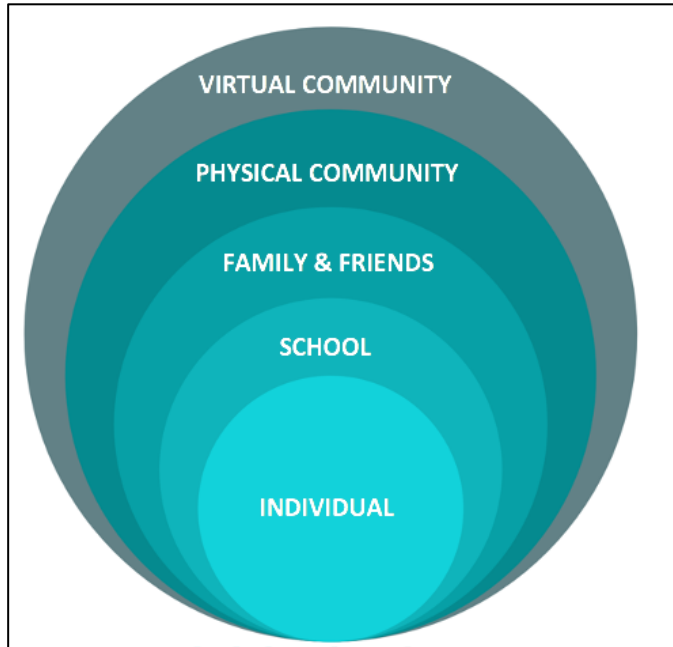 VIRTUAL COMMUNITY
PHYSICAL COMMUNITY
FAMILY & FRIENDS
SCHOOL
INDIVIDUAL